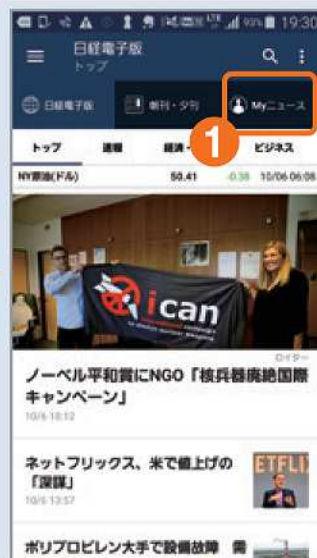 93% 19:30
日経電子版
トップ
日経電子版 朝刊・夕刊 Myニュース
1
トップ 速報 経済・ ビジネス
NY原油(ドル) 50.41 -0.38 10/06 06:08
ican
ロイター
ノーベル平和賞にNGO「核兵器廃絶国際
キャンペーン」
10/6 18:12
ネットフリックス、米で値上げの
「深謀」
10/6 13:57
ETFLI
ポリプロピレン大手で設備故障 需